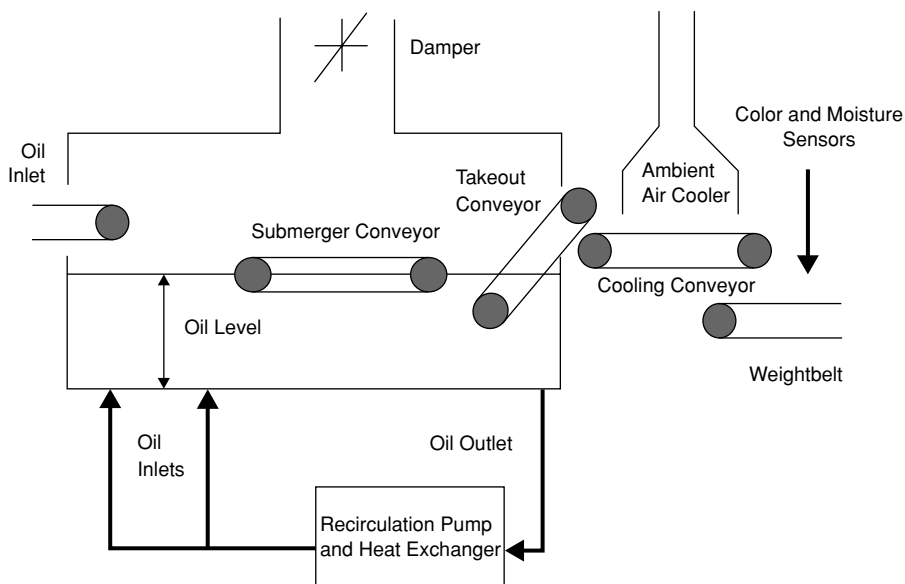 Damper
Color and Moisture
Sensors
Oil
Inlet
Ambient
Air Cooler
Takeout
Conveyor
Submerger Conveyor
Cooling Conveyor
Oil Level
Weightbelt
Oil
Inlets
Oil Outlet
Recirculation Pump
and Heat Exchanger